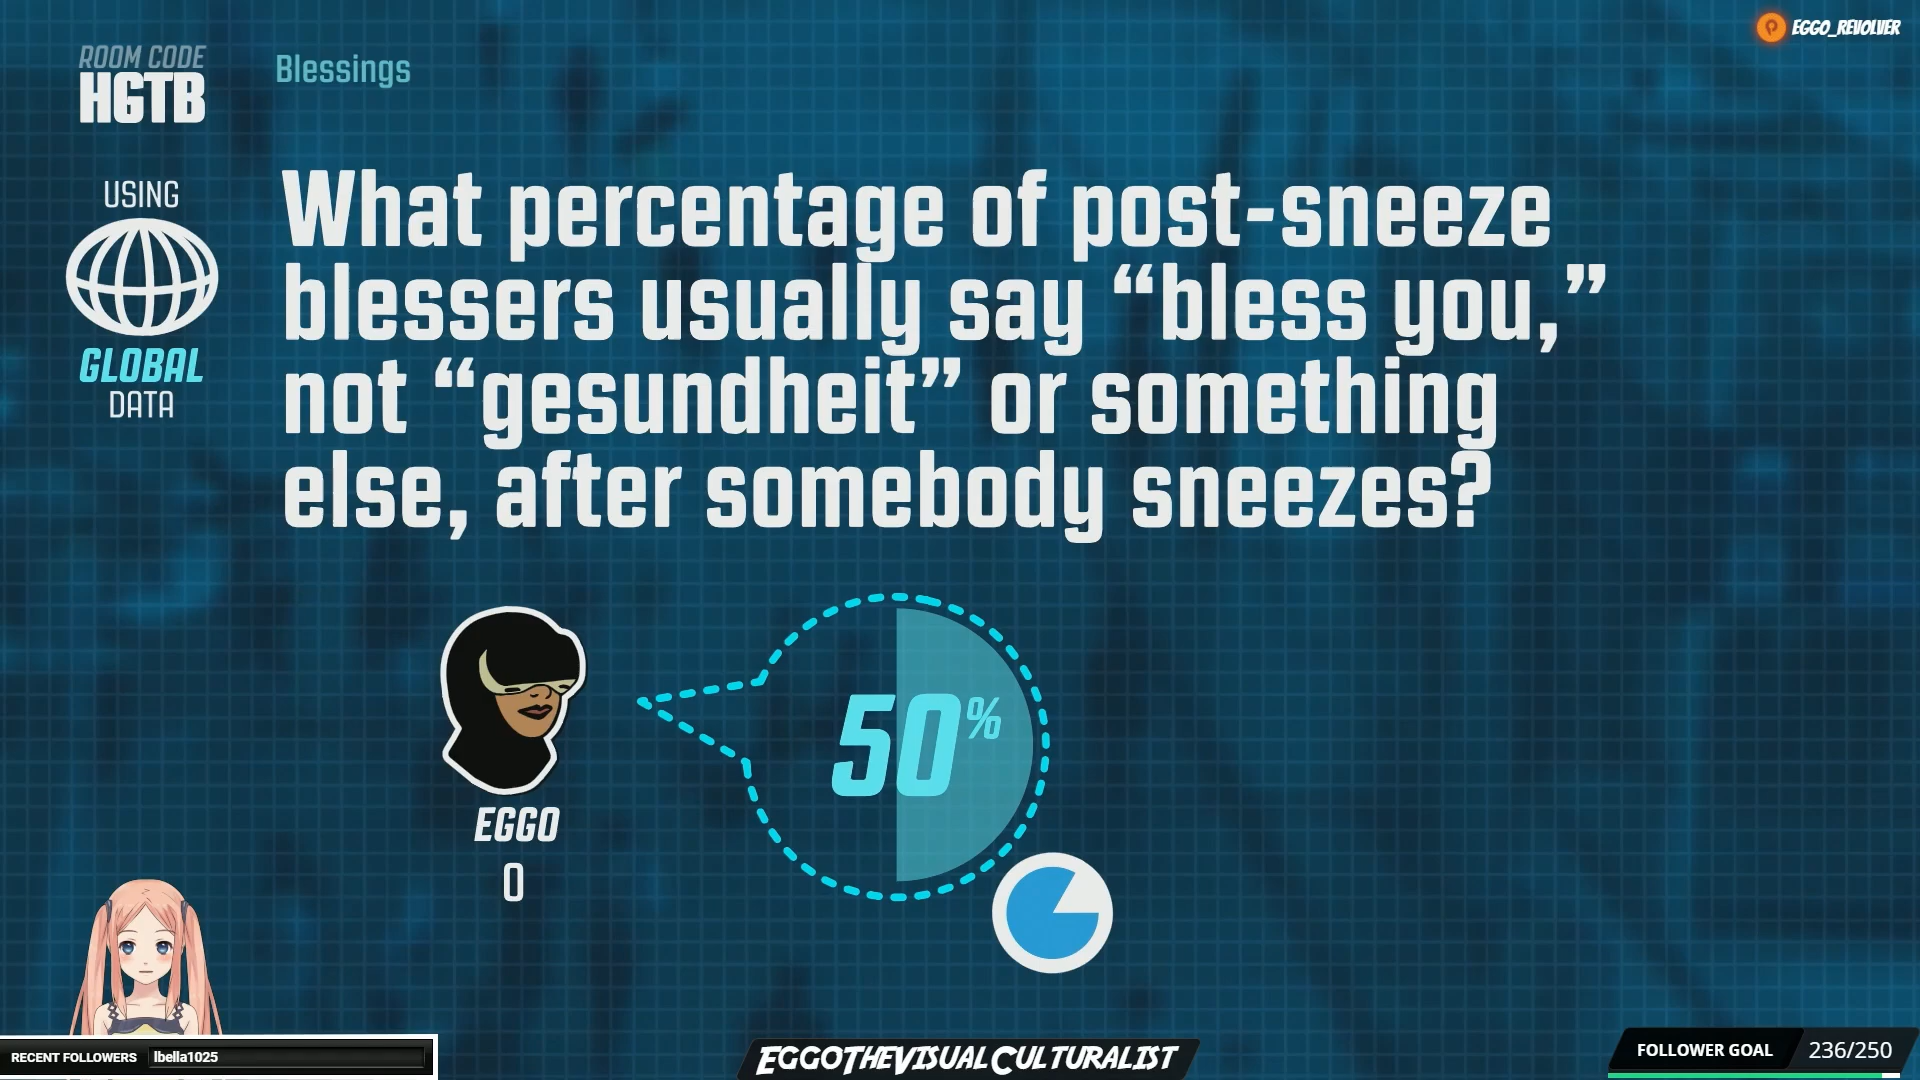 ROOM CODE
HGTB
Blessings
EGGO_REVOLVER
USING
GLOBAL
DATA
What percentage of post-sneeze
blessers usually say “bless you,”
not “gesundheit” or something
else, after somebody sneezes?
50%
EGGO
0
RECENT FOLLOWERS lbella1025
EGGOTHEVISUALCULTURALIST
FOLLOWER GOAL 236/250